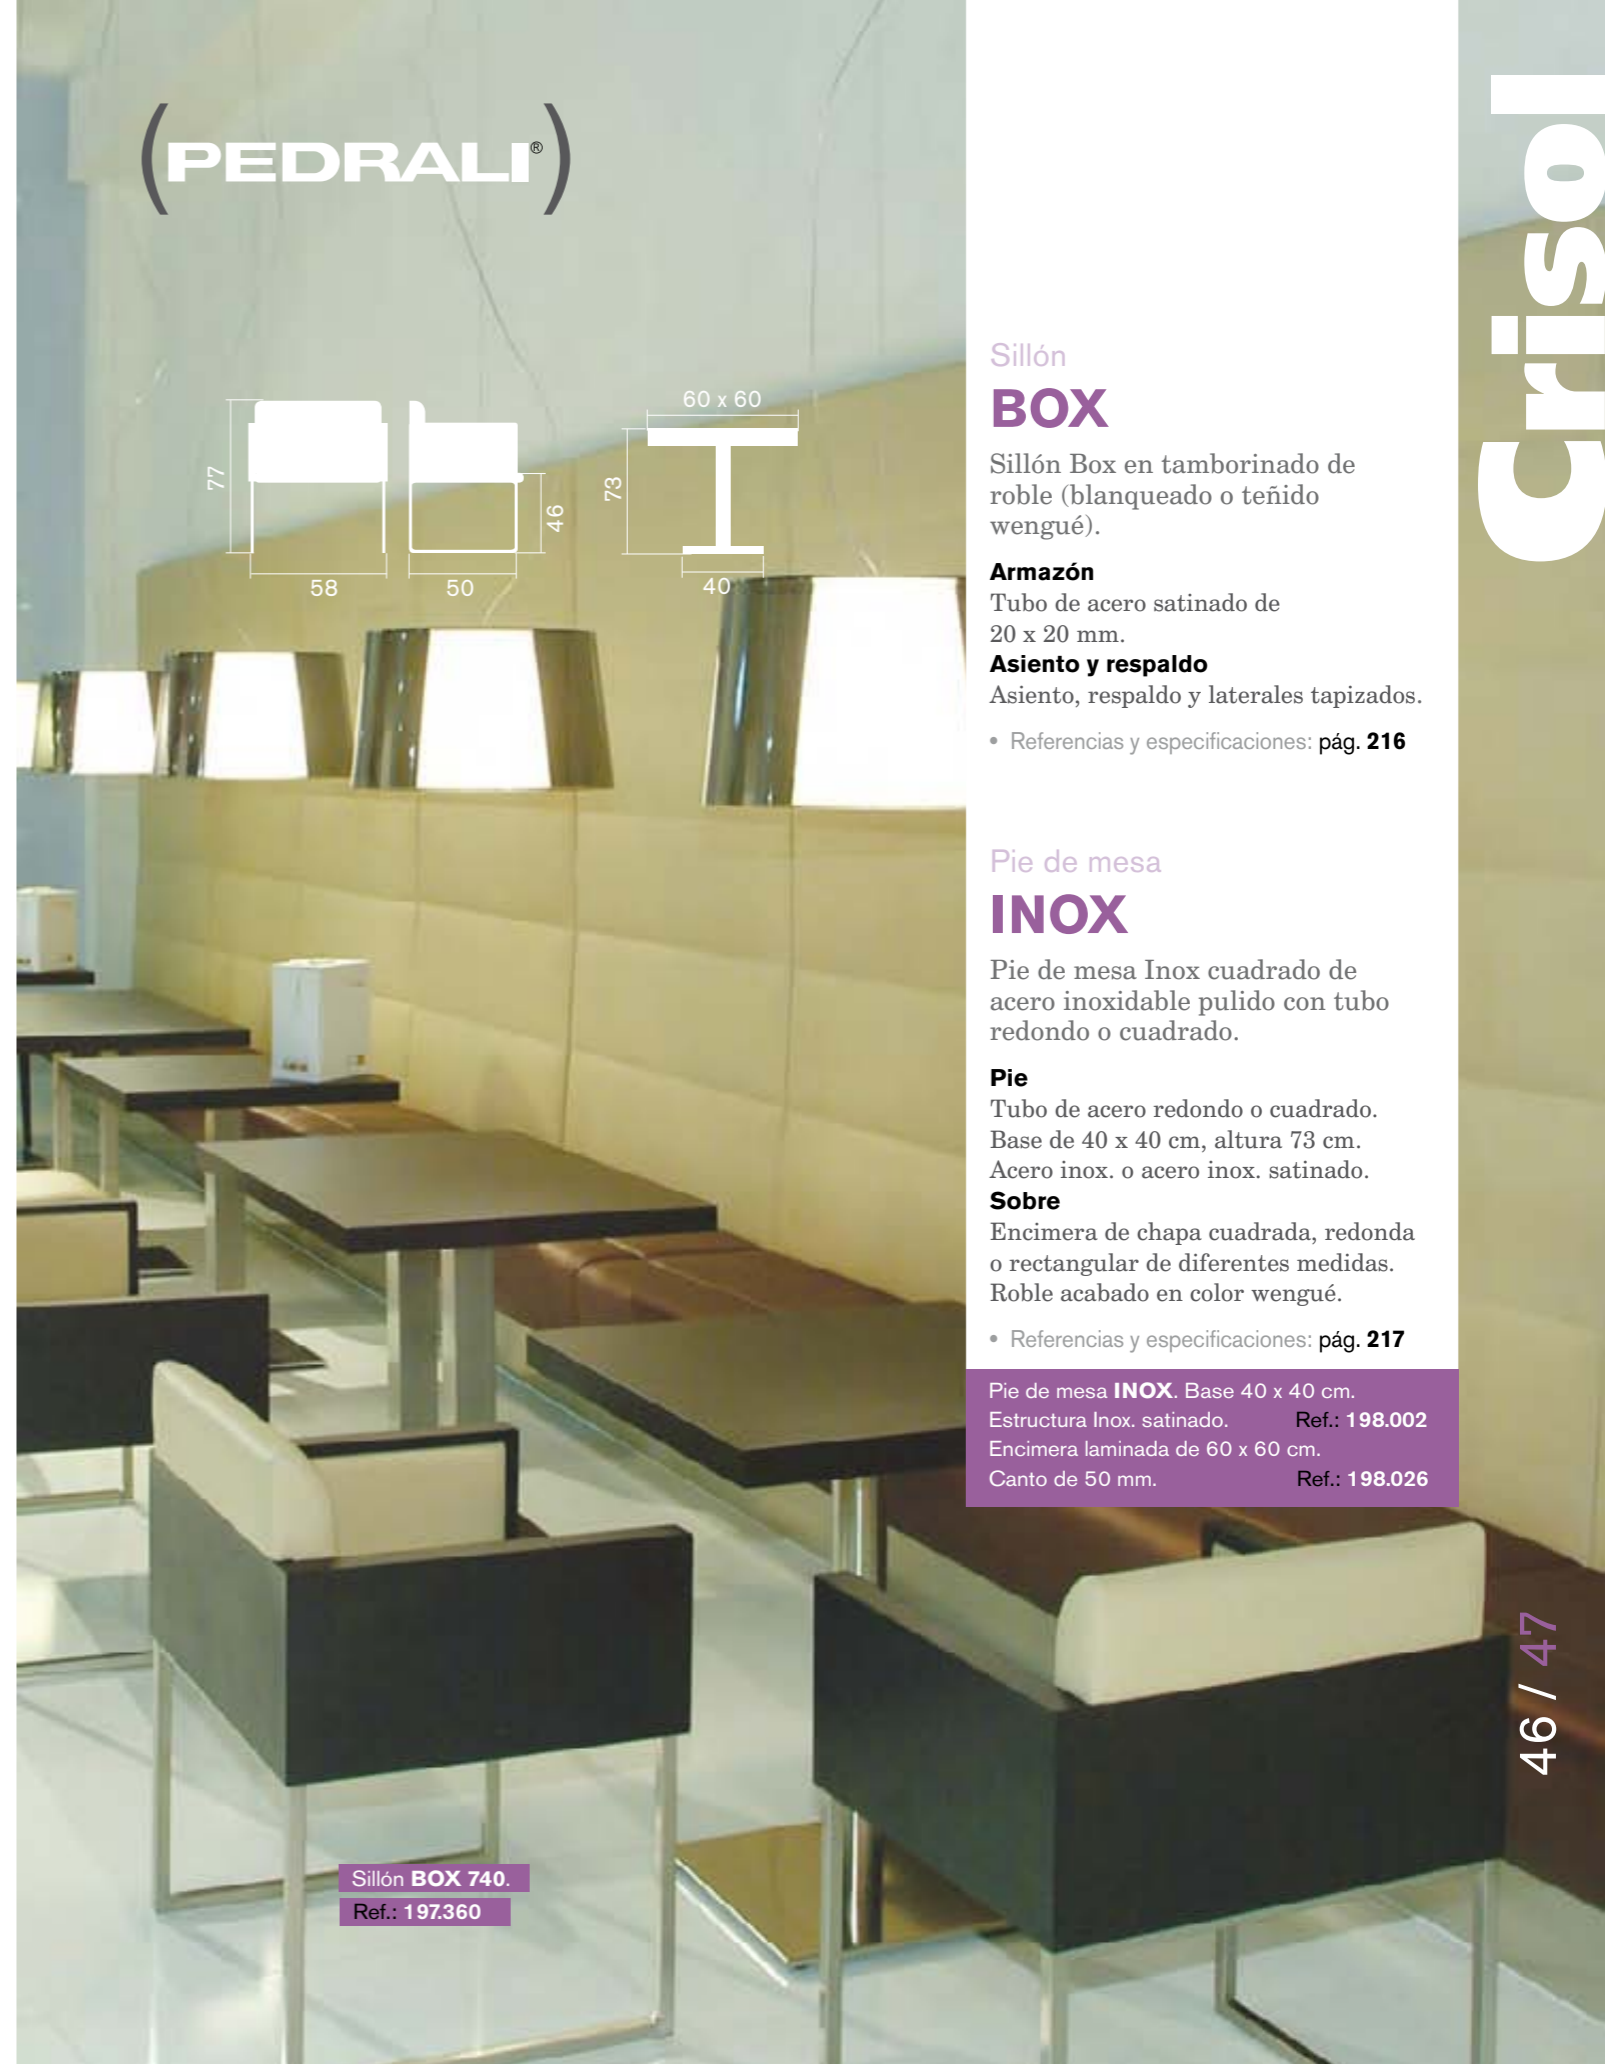 (PEDRALI®)
Crisol
60 x 60
77
46
73
58
50
40
Sillón
BOX
Sillón Box en tamborinado de
roble (blanqueado o teñido
wengué).
Armazón
Tubo de acero satinado de
20 x 20 mm.
Asiento y respaldo
Asiento, respaldo y laterales tapizados.
• Referencias y especificaciones: pág. 216
Pie de mesa
INOX
Pie de mesa Inox cuadrado de
acero inoxidable pulido con tubo
redondo o cuadrado.
Pie
Tubo de acero redondo o cuadrado.
Base de 40 x 40 cm, altura 73 cm.
Acero inox. o acero inox. satinado.
Sobre
Encimera de chapa cuadrada, redonda
o rectangular de diferentes medidas.
Roble acabado en color wengué.
• Referencias y especificaciones: pág. 217
Pie de mesa INOX. Base 40 x 40 cm.
Estructura Inox. satinado. Ref.: 198.002
Encimera laminada de 60 x 60 cm.
Canto de 50 mm. Ref.: 198.026
Sillón BOX 740.
Ref.: 197.360
46 / 47